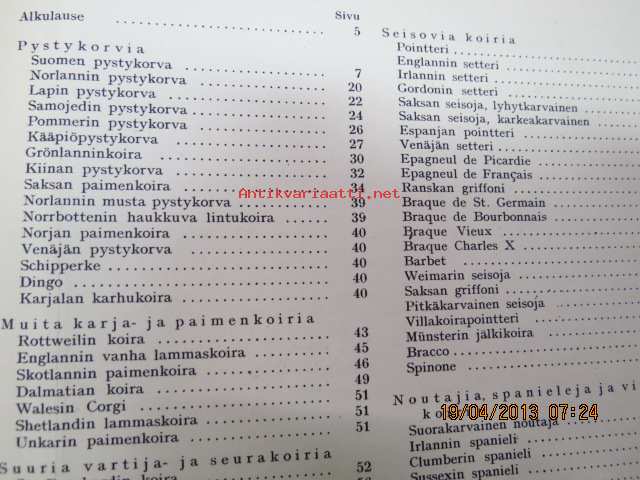 Sivu
Alkulause 5
Pystykorvia
Suomen pystykorva 7
Norlannin pystykorva 20
Lapin pystykorva 22
Samojedin pystykorva 24
Pommerin pystykorva 26
Kääpiöpystykorva 27
Grönlanninkoira 30
Kiinan pystykorva 32
Saksan paimenkoira 34
Norlannin musta pystykorva 39
Norrbottenin haukkuva lintukoira 39
Norjan paimenkoira 40
Venäjän pystykorva 40
Schipperke 40
Dingo 40
Karjalan karhukoira 40
Muita karja- ja paimenkoiria
Rottweilin koira 43
Englannin vanha lammaskoira 45
Skotlannin paimenkoira 46
Dalmatian koira 49
Walesin Corgi 51
Shetlandin lammaskoira 51
Unkarin paimenkoira 51
Suuria vartija- ja seurakoiria
koira 52
Seisovia koiria
Pointteri
Englannin setteri
Irlannin setteri
Gordonin setteri
Saksan seisoja, lyhytkarvainen
Saksan seisoja, karkeakarvainen
Espanjan pointteri
Venäjän setteri
Epagneul de Picardie
Epagneul de Français
Ranskan griffoni
Braque de St. Germain
Braque de Bourbonnais
Braque Vieux
Braque Charles X
Barbet
Weimarin seisoja
Saksan griffoni
Pitkäkarvainen seisoja
Villakoirapointteri
Münsterin jälkikoira
Bracco
Spinone
Noutajia, spanieleja ja vi
Suorakarvainen noutaja
Irlannin spanieli
Clumberin spanieli
Sussexin spanieli
Antikvariaatti.net
19/04/2013 07:24